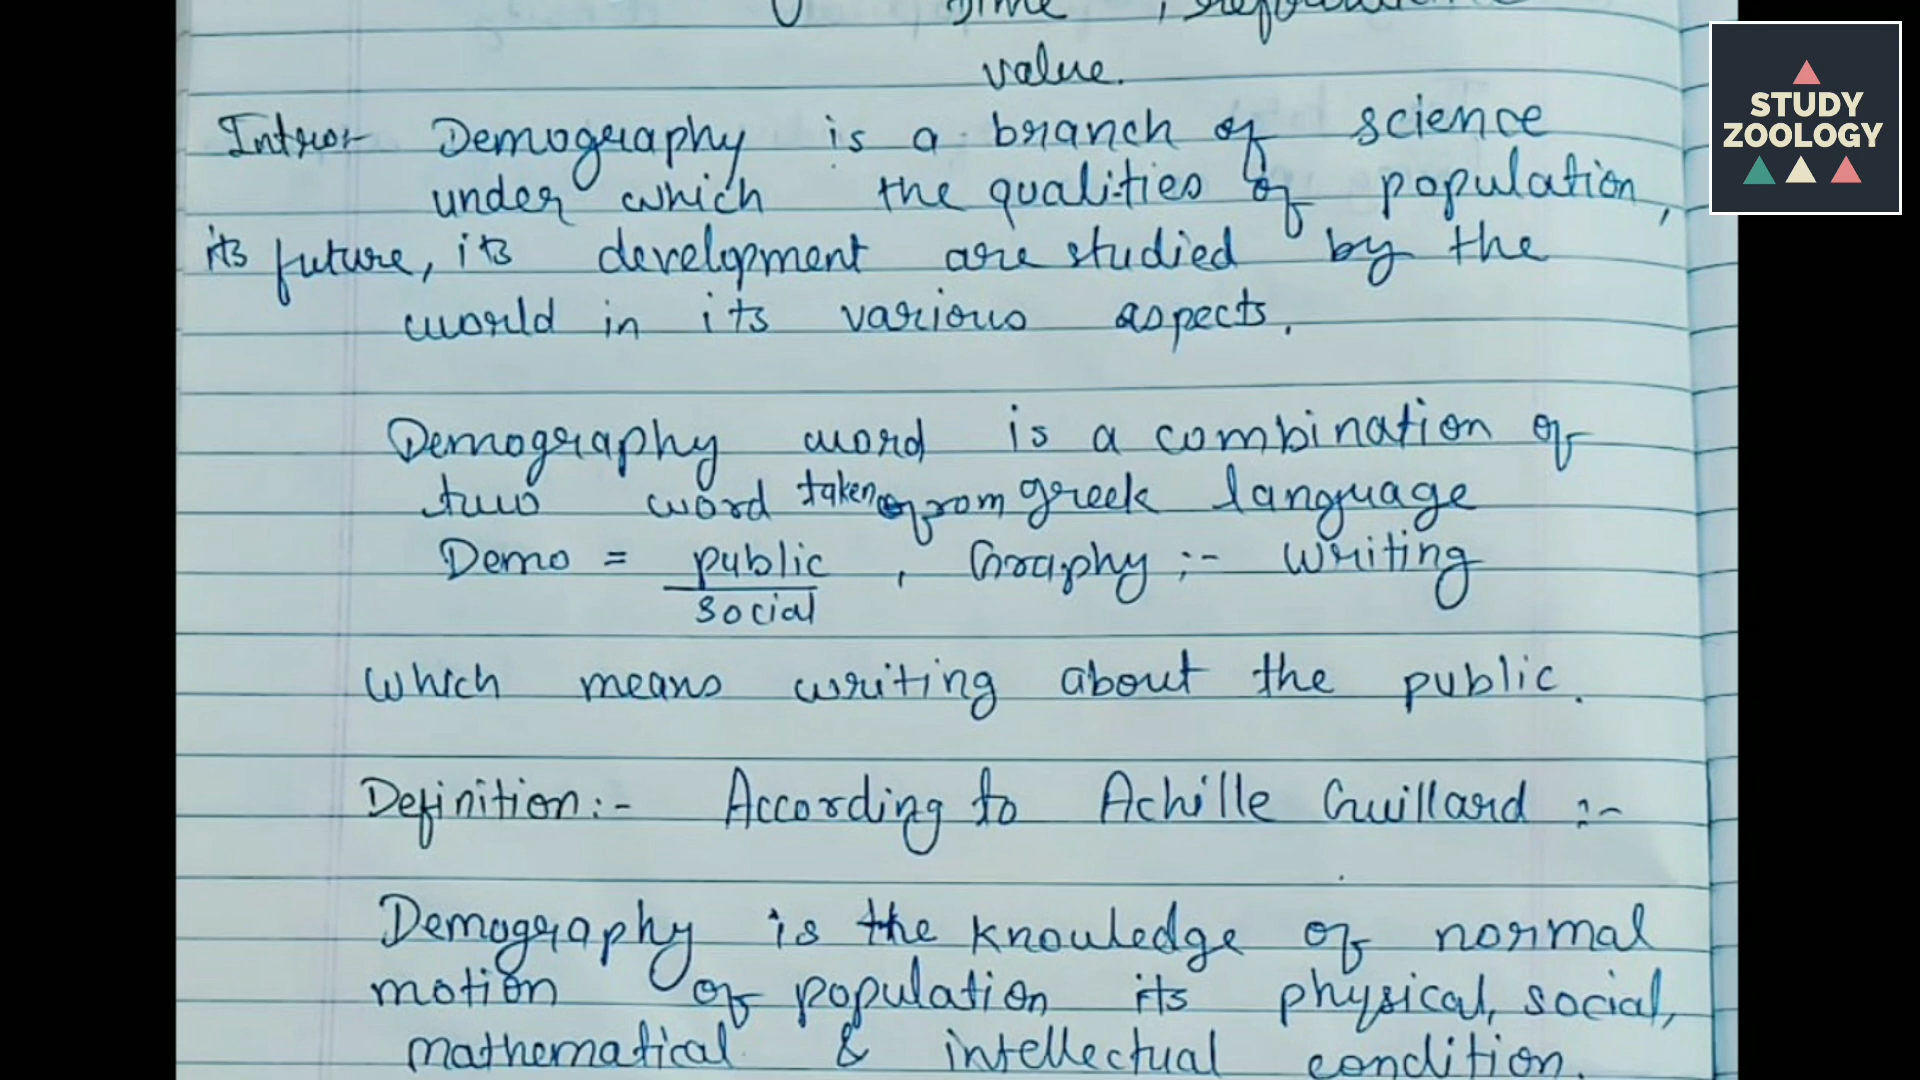 value.
Intro:- Demography is a branch of science
under which the qualities of population,
its future, its development are studied by the
world in its various aspects.
Demography word is a combination of
two word taken from greek language
Demo = public , Graphy :- Writing
social
Which means writing about the public.
Definition:- According to Achille Guillard :-
Demography is the knowledge of normal
motion of population its physical, social,
mathematical & intellectual condition.
STUDY
ZOOLOGY